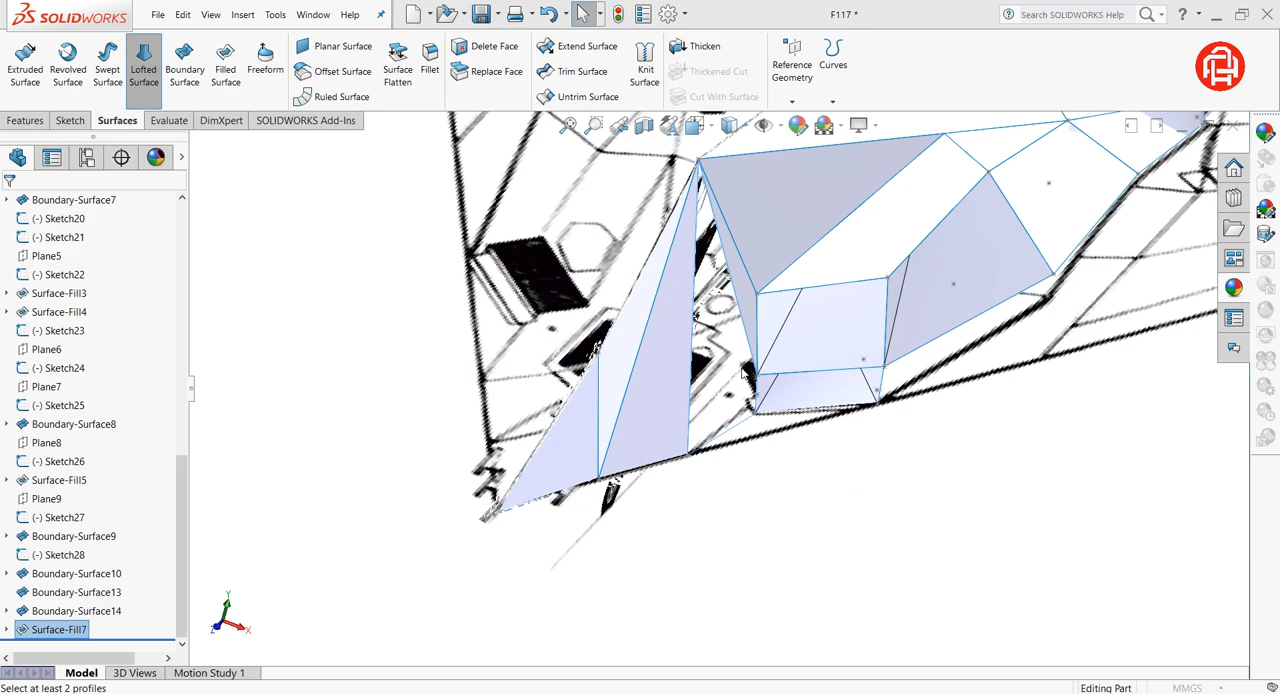 SOLIDWORKS File Edit View Insert Tools Window Help F117 * Search SOLIDWORKS Help ?
Extruded Surface
Revolved Surface
Swept Surface
Lofted Surface
Boundary Surface
Filled Surface
Freeform
Planar Surface
Offset Surface
Ruled Surface
Surface Flatten
Fillet
Delete Face
Replace Face
Extend Surface
Trim Surface
Untrim Surface
Knit Surface
Thicken
Thickened Cut
Cut With Surface
Reference Geometry
Curves
Features Sketch Surfaces Evaluate DimXpert SOLIDWORKS Add-Ins
Boundary-Surface7
(-) Sketch20
(-) Sketch21
Plane5
(-) Sketch22
Surface-Fill3
Surface-Fill4
(-) Sketch23
Plane6
(-) Sketch24
Plane7
(-) Sketch25
Boundary-Surface8
Plane8
(-) Sketch26
Surface-Fill5
Plane9
(-) Sketch27
Boundary-Surface9
(-) Sketch28
Boundary-Surface10
Boundary-Surface13
Boundary-Surface14
Surface-Fill7
Y
Z X
Model 3D Views Motion Study 1
Select at least 2 profiles Editing Part MMGS